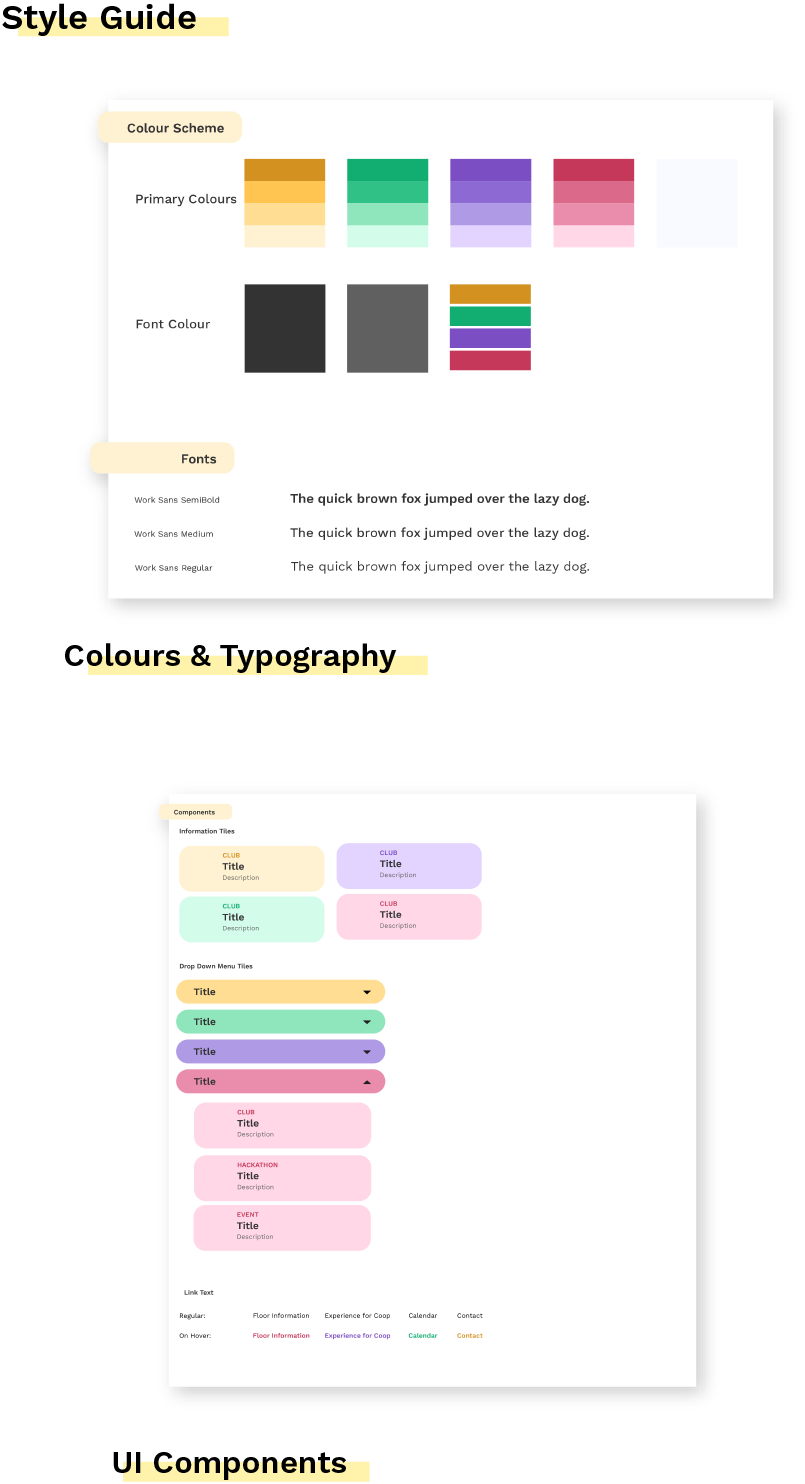 Style Guide
Colour Scheme
Primary Colours
Font Colour
Fonts
Work Sans SemiBold The quick brown fox jumped over the lazy dog.
Work Sans Medium The quick brown fox jumped over the lazy dog.
Work Sans Regular The quick brown fox jumped over the lazy dog.
Colours & Typography
Components
Information Tiles
CLUB
Title
Description
CLUB
Title
Description
CLUB
Title
Description
CLUB
Title
Description
Drop Down Menu Tiles
Title
Title
Title
Title
CLUB
Title
Description
HACKATHON
Title
Description
EVENT
Title
Description
Link Text
Regular: Floor Information Experience for Coop Calendar Contact
On Hover: Floor Information Experience for Coop Calendar Contact
UI Components